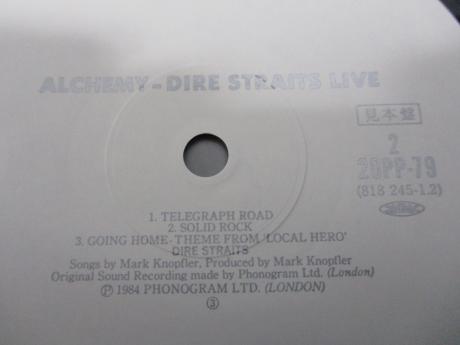 ALCHEMY-DIRE STRAITS LIVE
見本盤
2
20PP-79
(818 245-1.2)
1. TELEGRAPH ROAD
2. SOLID ROCK
3. GOING HOME-THEME FROM 'LOCAL HERO'
DIRE STRAITS
Songs by Mark Knopfler, Produced by Mark Knopfler
Original Sound Recording made by Phonogram Ltd. (London)
Ⓟ 1984 PHONOGRAM LTD. (LONDON)
③